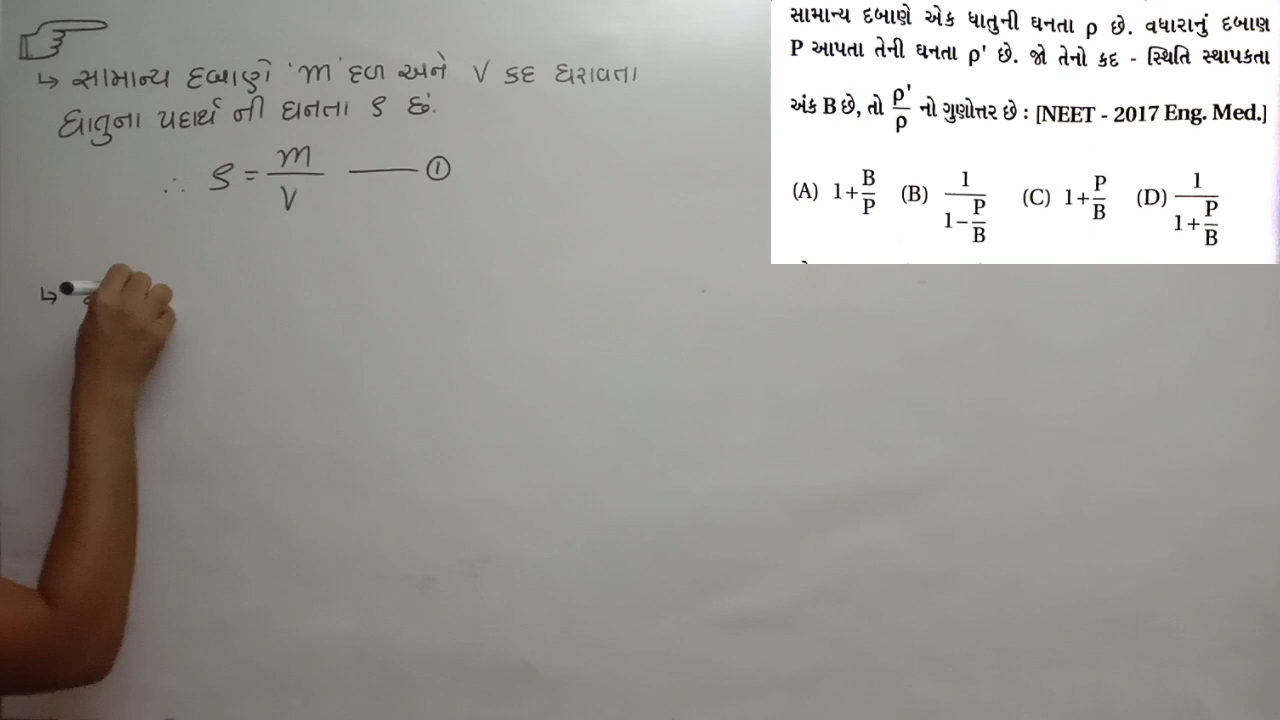 ↳ સામાન્ય દબાણે 'm' દળ અને V કદ ધરાવતા
ધાતુના પદાર્થ ની ઘનતા ρ છે.
∴ ρ = m/V —— ①
↳
સામાન્ય દબાણે એક ધાતુની ઘનતા ρ છે. વધારાનું દબાણ
P આપતા તેની ઘનતા ρ' છે. જો તેનો કદ - સ્થિતિ સ્થાપકતા
અંક B છે, તો ρ'/ρ નો ગુણોત્તર છે : [NEET - 2017 Eng. Med.]
(A) 1+B/P (B) 1/(1−P/B) (C) 1+P/B (D) 1/(1+P/B)